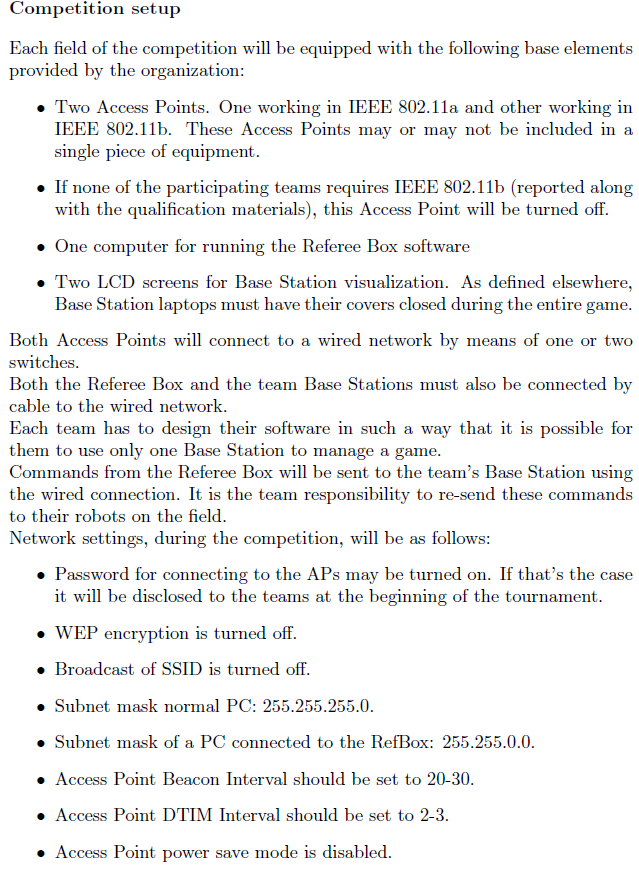 Competition setup
Each field of the competition will be equipped with the following base elements
provided by the organization:
• Two Access Points. One working in IEEE 802.11a and other working in
IEEE 802.11b. These Access Points may or may not be included in a
single piece of equipment.
• If none of the participating teams requires IEEE 802.11b (reported along
with the qualification materials), this Access Point will be turned off.
• One computer for running the Referee Box software
• Two LCD screens for Base Station visualization. As defined elsewhere,
Base Station laptops must have their covers closed during the entire game.
Both Access Points will connect to a wired network by means of one or two
switches.
Both the Referee Box and the team Base Stations must also be connected by
cable to the wired network.
Each team has to design their software in such a way that it is possible for
them to use only one Base Station to manage a game.
Commands from the Referee Box will be sent to the team's Base Station using
the wired connection. It is the team responsibility to re-send these commands
to their robots on the field.
Network settings, during the competition, will be as follows:
• Password for connecting to the APs may be turned on. If that's the case
it will be disclosed to the teams at the beginning of the tournament.
• WEP encryption is turned off.
• Broadcast of SSID is turned off.
• Subnet mask normal PC: 255.255.255.0.
• Subnet mask of a PC connected to the RefBox: 255.255.0.0.
• Access Point Beacon Interval should be set to 20-30.
• Access Point DTIM Interval should be set to 2-3.
• Access Point power save mode is disabled.